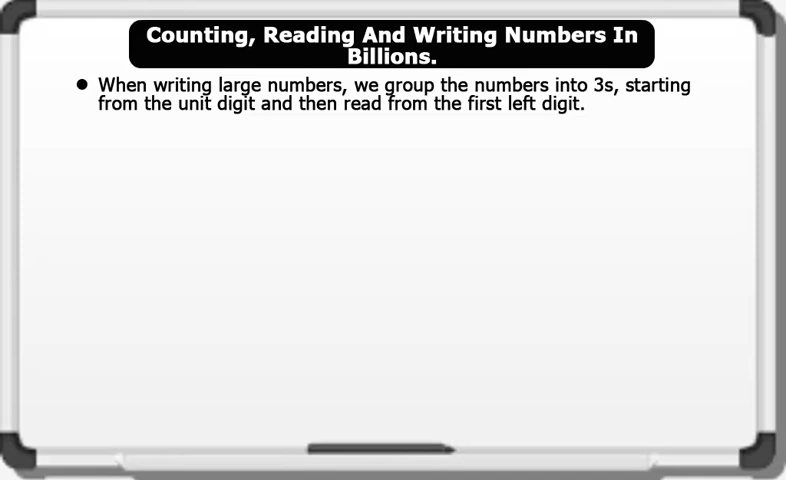 Counting, Reading And Writing Numbers In
Billions.
● When writing large numbers, we group the numbers into 3s, starting
from the unit digit and then read from the first left digit.